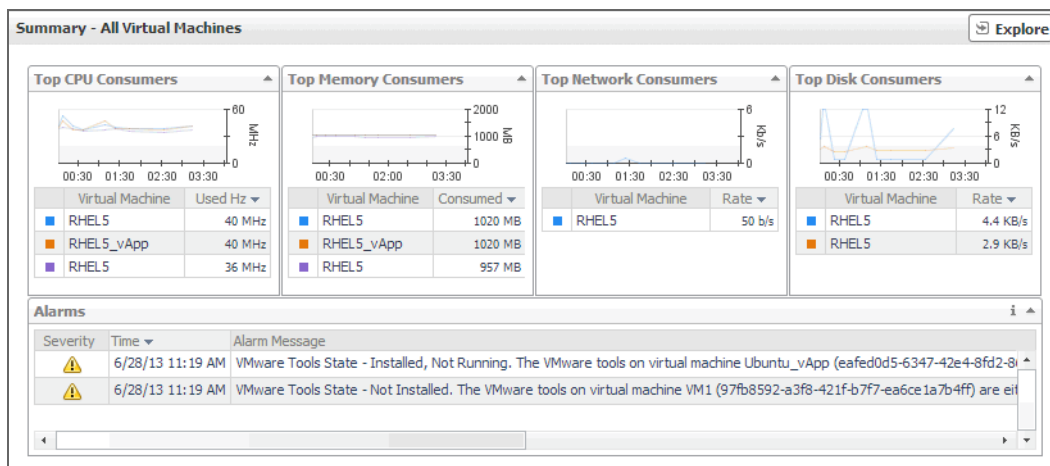 Summary - All Virtual Machines
Explore
Top CPU Consumers
60
MHz
0
00:30 01:30 02:30 03:30
Virtual Machine Used Hz
RHEL5 40 MHz
RHEL5_vApp 40 MHz
RHEL5 36 MHz
Top Memory Consumers
2000
1000 MB
0
00:30 02:00 03:30
Virtual Machine Consumed
RHEL5 1020 MB
RHEL5_vApp 1020 MB
RHEL5 957 MB
Top Network Consumers
6
Kb/s
0
00:30 01:30 02:30 03:30
Virtual Machine Rate
RHEL5 50 b/s
Top Disk Consumers
12
6 KB/s
0
00:30 01:30 02:30 03:30
Virtual Machine Rate
RHEL5 4.4 KB/s
RHEL5 2.9 KB/s
Alarms i
Severity Time Alarm Message
6/28/13 11:19 AM VMware Tools State - Installed, Not Running. The VMware tools on virtual machine Ubuntu_vApp (eafed0d5-6347-42e4-8fd2-8
6/28/13 11:19 AM VMware Tools State - Not Installed. The VMware tools on virtual machine VM1 (97fb8592-a3f8-421f-b7f7-ea6ce1a7b4ff) are eit